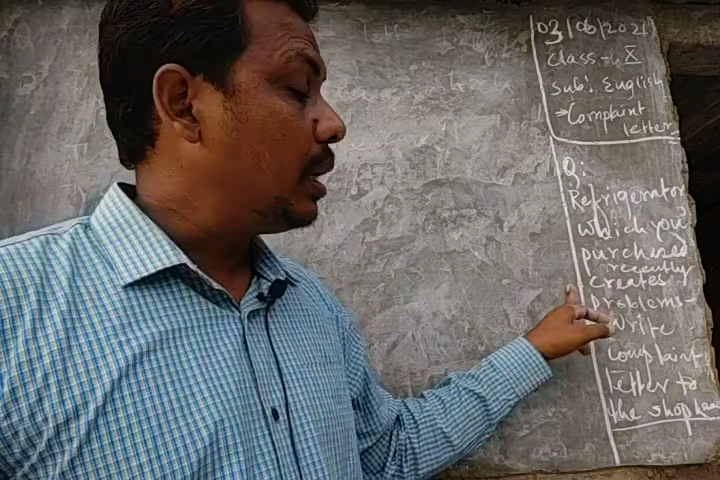 03/06/2021
Class-: X
Sub: English
→Complaint
letter
Q:
Refrigerator
which you
purchased
recently
creates
problems-
Write
complaint
letter to
the shop